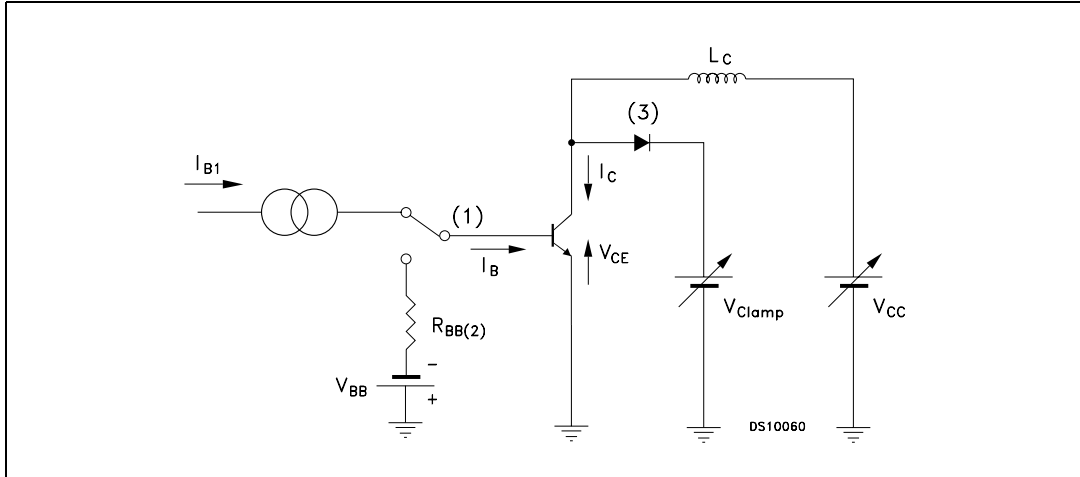 L_C
(3)
I_B1
I_C
(1)
I_B
V_CE
R_BB(2)
V_Clamp
V_CC
−
V_BB
+
DS10060